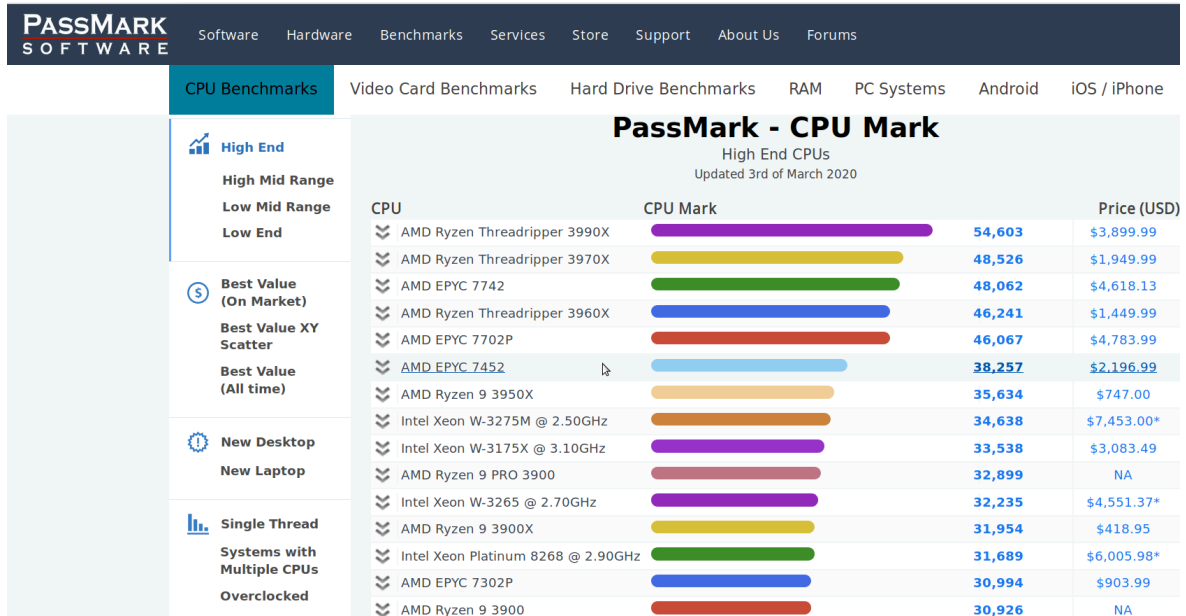 PASSMARK
SOFTWARE
Software Hardware Benchmarks Services Store Support About Us Forums
CPU Benchmarks Video Card Benchmarks Hard Drive Benchmarks RAM PC Systems Android iOS / iPhone
High End
High Mid Range
Low Mid Range
Low End
Best Value
(On Market)
Best Value XY
Scatter
Best Value
(All time)
New Desktop
New Laptop
Single Thread
Systems with
Multiple CPUs
Overclocked
PassMark - CPU Mark
High End CPUs
Updated 3rd of March 2020
CPU CPU Mark Price (USD)
AMD Ryzen Threadripper 3990X 54,603 $3,899.99
AMD Ryzen Threadripper 3970X 48,526 $1,949.99
AMD EPYC 7742 48,062 $4,618.13
AMD Ryzen Threadripper 3960X 46,241 $1,449.99
AMD EPYC 7702P 46,067 $4,783.99
AMD EPYC 7452 38,257 $2,196.99
AMD Ryzen 9 3950X 35,634 $747.00
Intel Xeon W-3275M @ 2.50GHz 34,638 $7,453.00*
Intel Xeon W-3175X @ 3.10GHz 33,538 $3,083.49
AMD Ryzen 9 PRO 3900 32,899 NA
Intel Xeon W-3265 @ 2.70GHz 32,235 $4,551.37*
AMD Ryzen 9 3900X 31,954 $418.95
Intel Xeon Platinum 8268 @ 2.90GHz 31,689 $6,005.98*
AMD EPYC 7302P 30,994 $903.99
AMD Ryzen 9 3900 30,926 NA